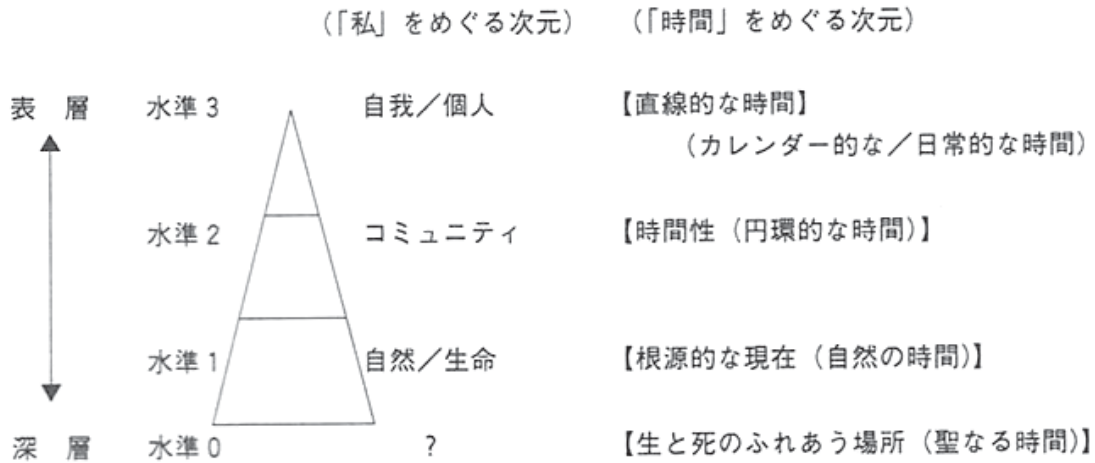 （「私」をめぐる次元） （「時間」をめぐる次元）
表 層 水準3 自我／個人 【直線的な時間】
（カレンダー的な／日常的な時間）
水準2 コミュニティ 【時間性（円環的な時間）】
水準1 自然／生命 【根源的な現在（自然の時間）】
深 層 水準0 ? 【生と死のふれあう場所（聖なる時間）】